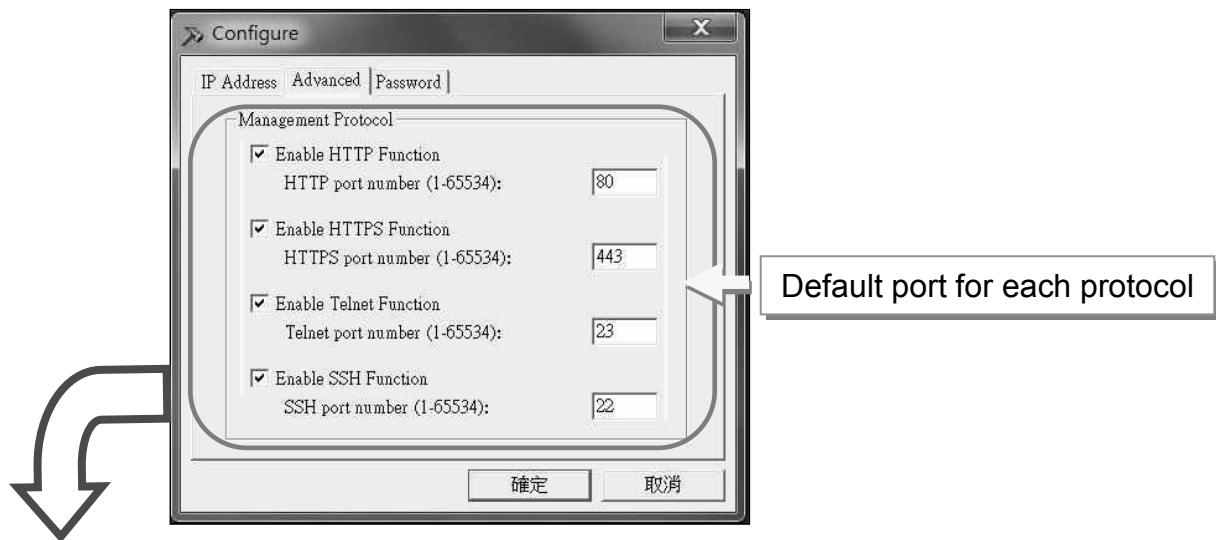 Configure
IP Address Advanced Password
Management Protocol
Enable HTTP Function
HTTP port number (1-65534): 80
Enable HTTPS Function
HTTPS port number (1-65534): 443
Default port for each protocol
Enable Telnet Function
Telnet port number (1-65534): 23
Enable SSH Function
SSH port number (1-65534): 22
確定 取消